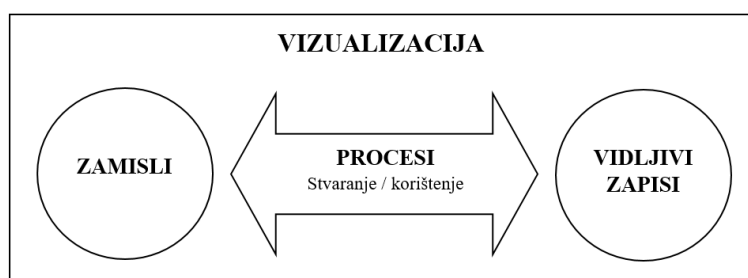 VIZUALIZACIJA
ZAMISLI
PROCESI
Stvaranje / korištenje
VIDLJIVI
ZAPISI